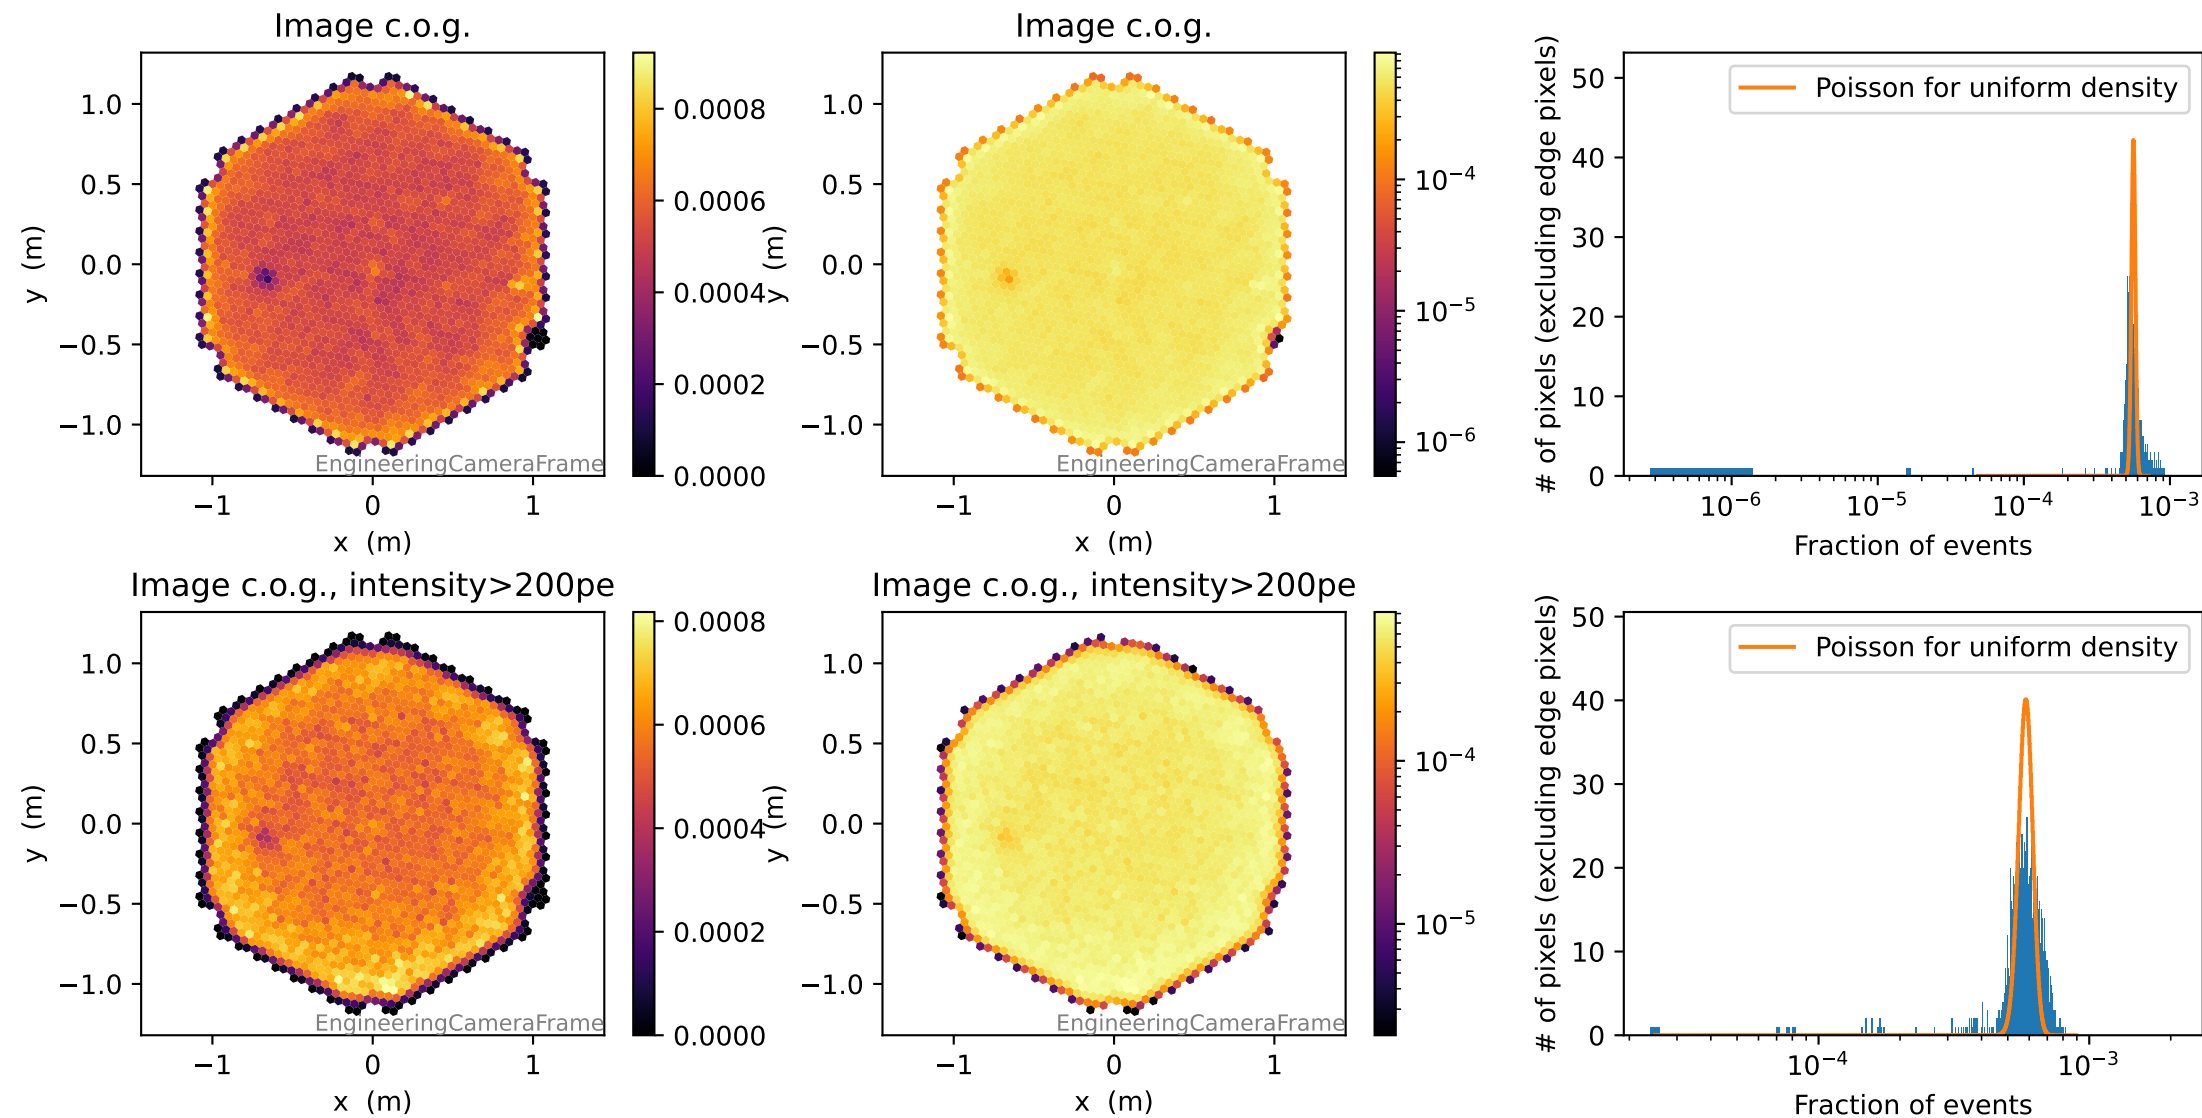 Image c.o.g.
1.0
0.5
0.0
−0.5
−1.0
y (m)
−1 0 1
x (m)
EngineeringCameraFrame
0.0008
0.0006
0.0004
0.0002
0.0000
Image c.o.g.
1.0
0.5
0.0
−0.5
−1.0
y (m)
−1 0 1
x (m)
EngineeringCameraFrame
10⁻⁴
10⁻⁵
10⁻⁶
Poisson for uniform density
50
40
30
20
10
0
# of pixels (excluding edge pixels)
10⁻⁶ 10⁻⁵ 10⁻⁴ 10⁻³
Fraction of events
Image c.o.g., intensity>200pe
1.0
0.5
0.0
−0.5
−1.0
y (m)
−1 0 1
x (m)
EngineeringCameraFrame
0.0008
0.0006
0.0004
0.0002
0.0000
Image c.o.g., intensity>200pe
1.0
0.5
0.0
−0.5
−1.0
y (m)
−1 0 1
x (m)
EngineeringCameraFrame
10⁻⁴
10⁻⁵
Poisson for uniform density
50
40
30
20
10
0
# of pixels (excluding edge pixels)
10⁻⁴ 10⁻³
Fraction of events